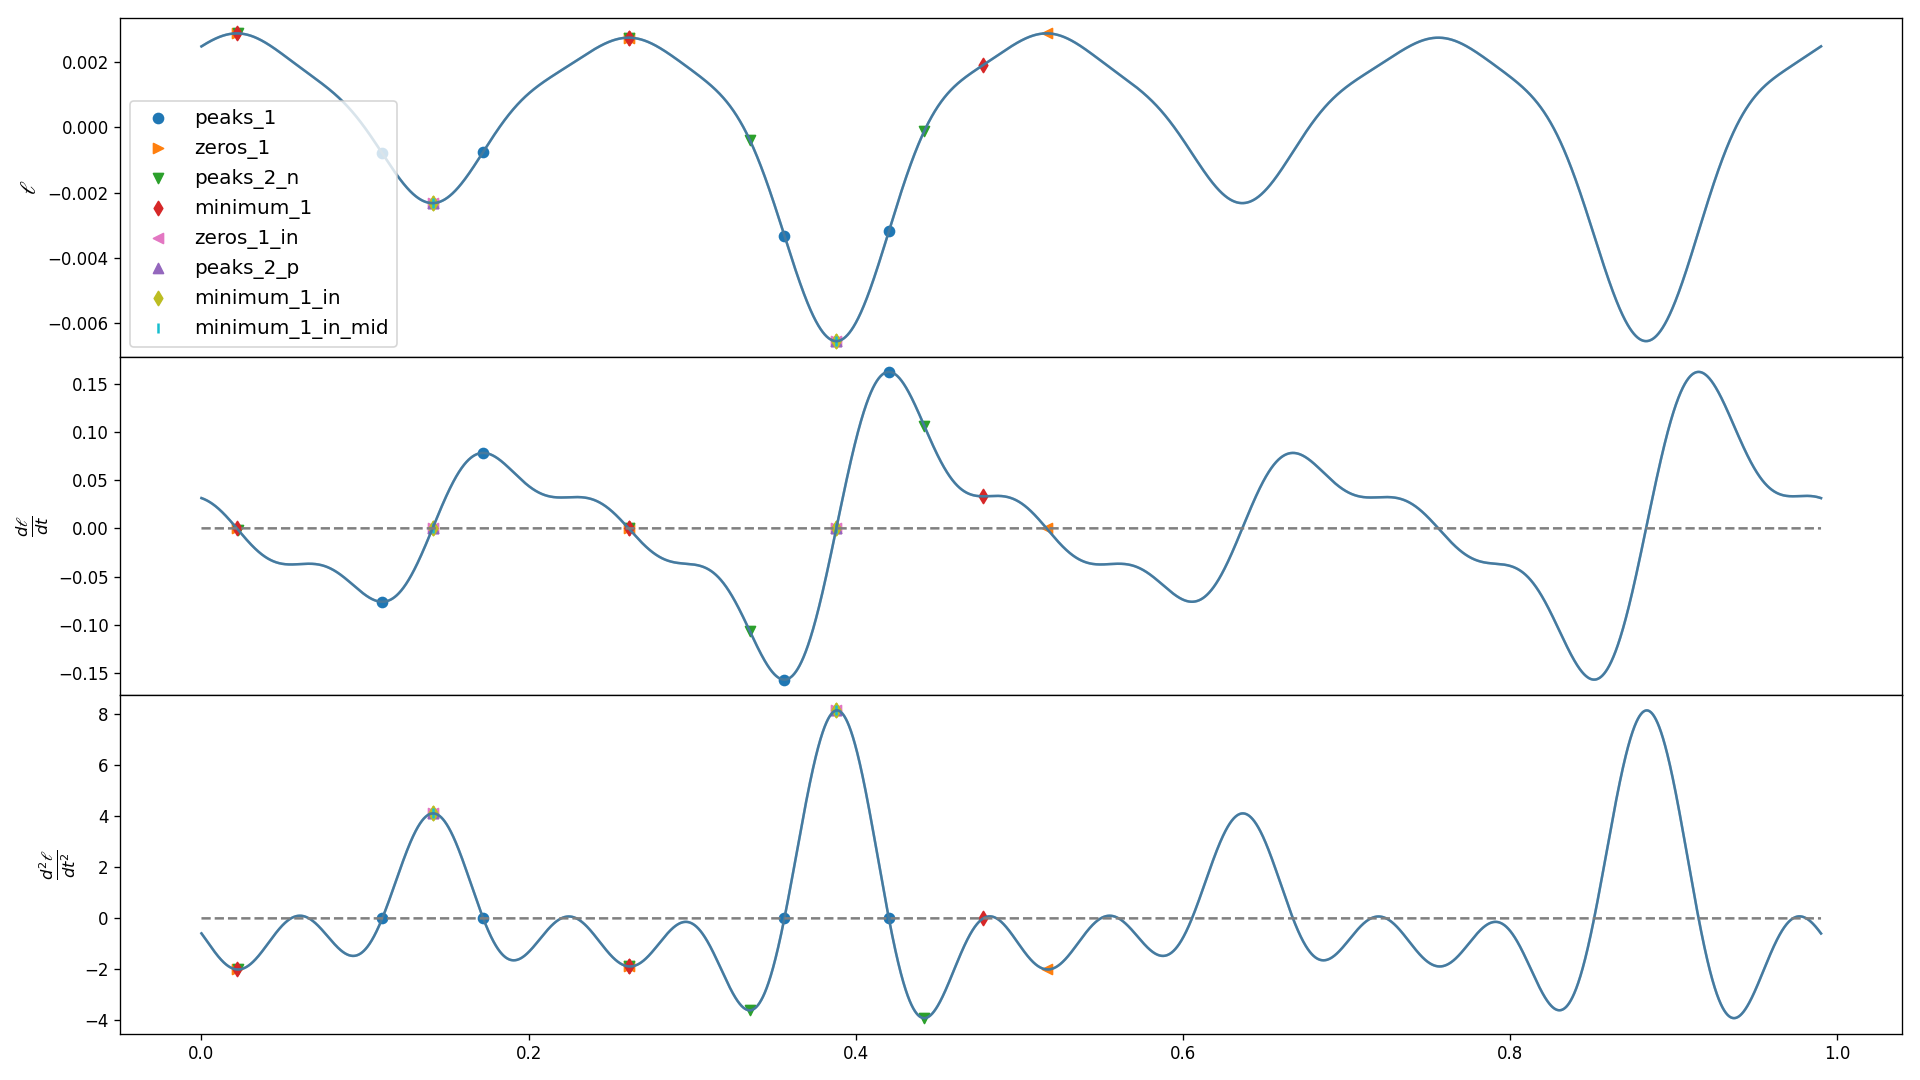 0.002
0.000
−0.002
−0.004
−0.006
ℓ
peaks_1
zeros_1
peaks_2_n
minimum_1
zeros_1_in
peaks_2_p
minimum_1_in
minimum_1_in_mid
0.15
0.10
0.05
0.00
−0.05
−0.10
−0.15
dℓ/dt
8
6
4
2
0
−2
−4
d²ℓ/dt²
0.0 0.2 0.4 0.6 0.8 1.0